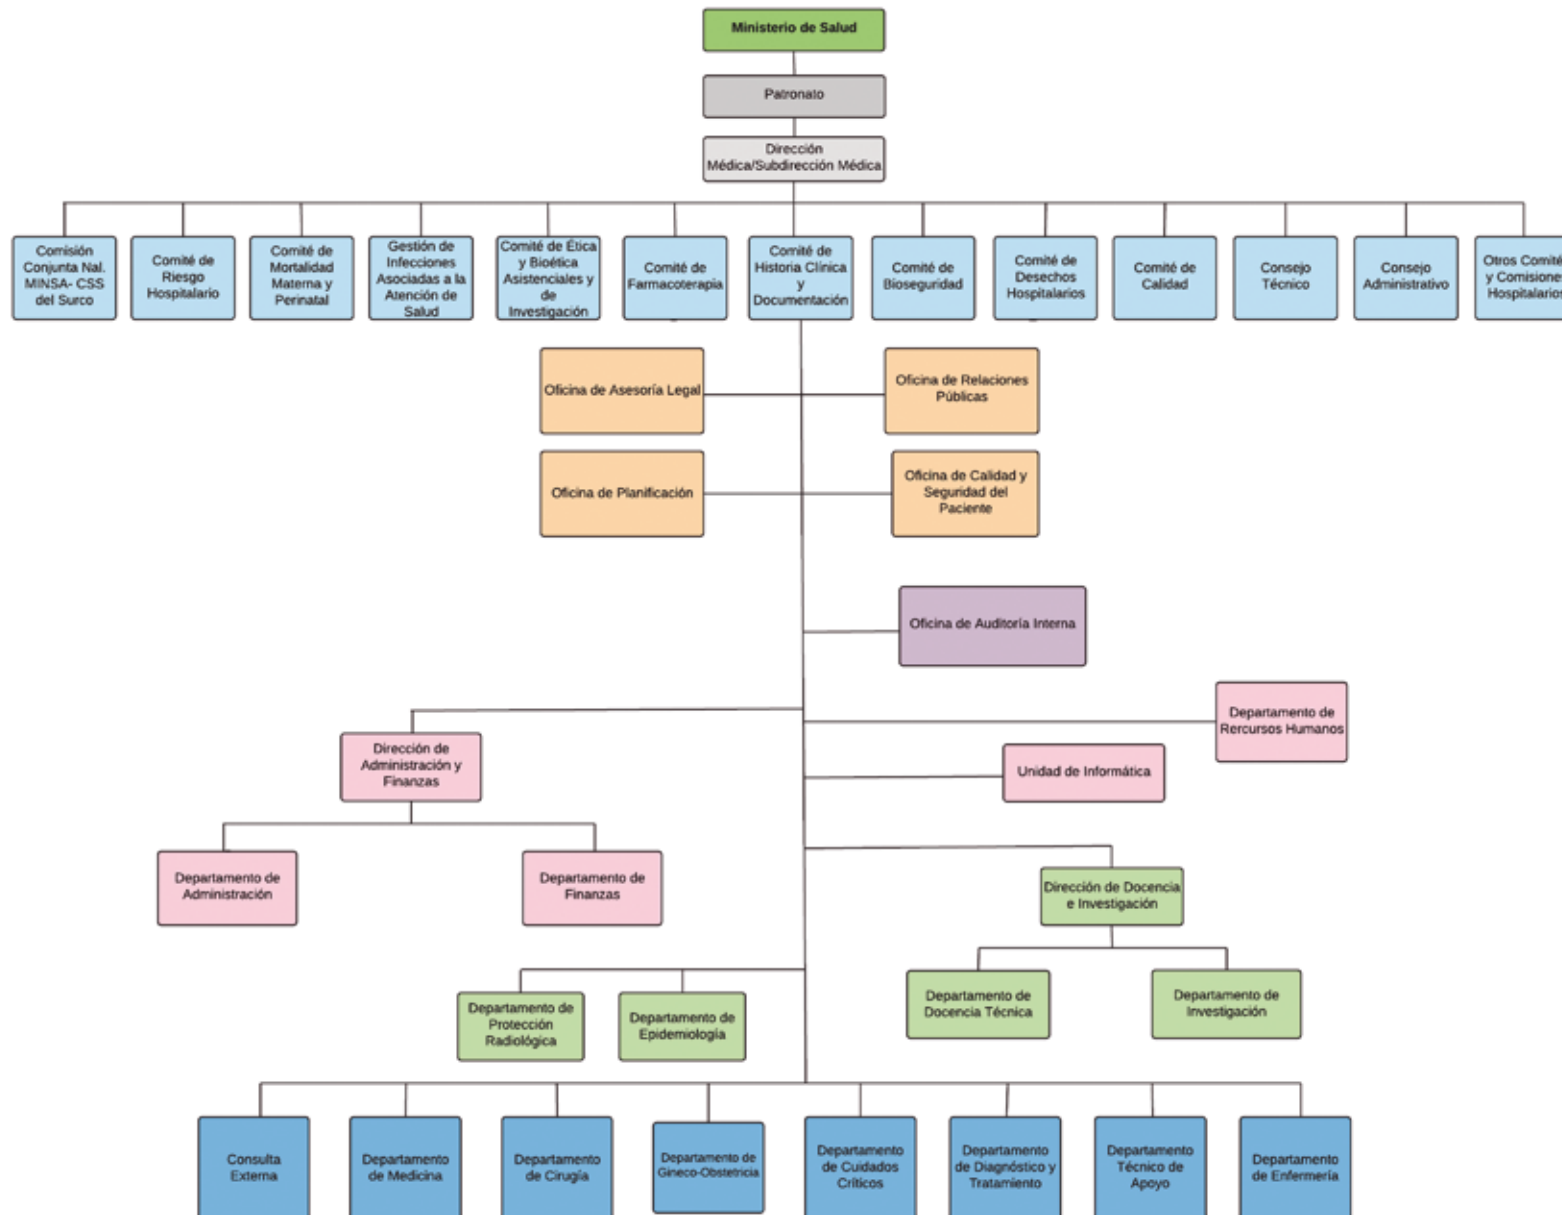 Ministerio de Salud
Patronato
Dirección
Médica/Subdirección Médica
Comisión
Conjunta Nal.
MINSA- CSS
del Surco
Comité de
Riesgo
Hospitalario
Comité de
Mortalidad
Materna y
Perinatal
Gestión de
Infecciones
Asociadas a la
Atención de
Salud
Comité de Ética
y Bioética
Asistenciales y
de
Investigación
Comité de
Farmacoterapia
Comité de
Historia Clínica
y
Documentación
Comité de
Bioseguridad
Comité de
Desechos
Hospitalarios
Comité de
Calidad
Consejo
Técnico
Consejo
Administrativo
Otros Comité
y Comisione
Hospitalarios
Oficina de Asesoría Legal
Oficina de Relaciones
Públicas
Oficina de Planificación
Oficina de Calidad y
Seguridad del
Paciente
Oficina de Auditoría Interna
Departamento de
Rercursos Humanos
Dirección de
Administración y
Finanzas
Unidad de Informática
Departamento de
Administración
Departamento de
Finanzas
Dirección de Docencia
e Investigación
Departamento de
Protección
Radiológica
Departamento de
Epidemiología
Departamento de
Docencia Técnica
Departamento de
Investigación
Consulta
Externa
Departamento
de Medicina
Departamento
de Cirugía
Departamento de
Gineco-Obstetricia
Departamento
de Cuidados
Críticos
Departamento
de Diagnóstico y
Tratamiento
Departamento
Técnico de
Apoyo
Departamento
de Enfermería